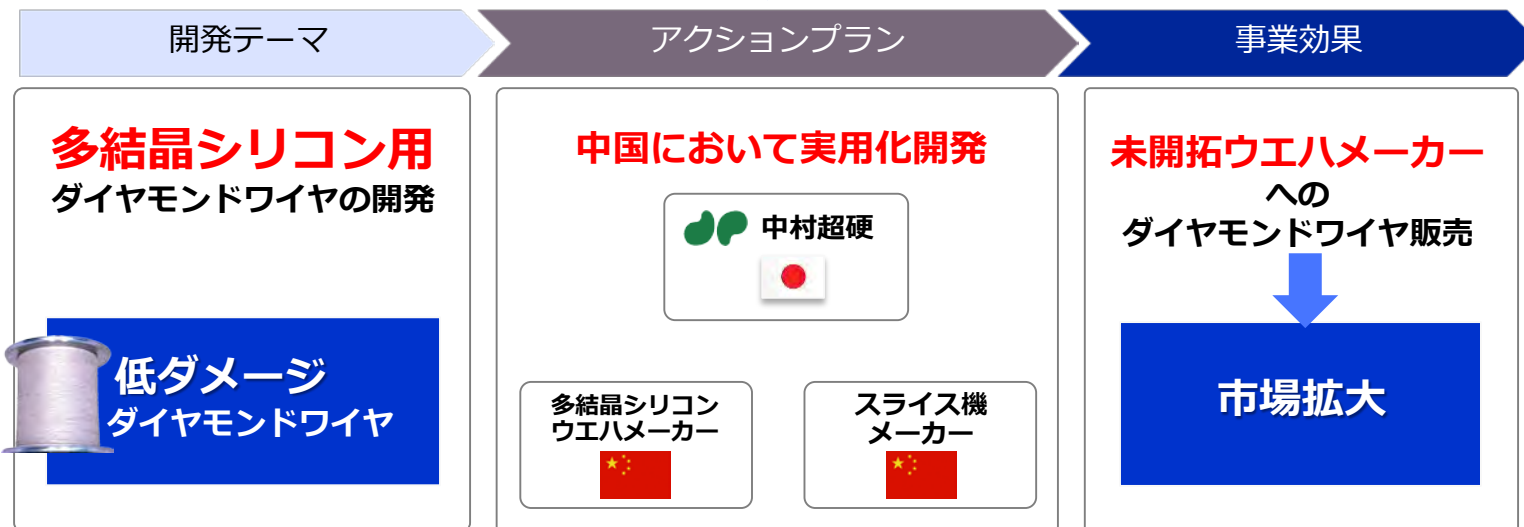 開発テーマ
アクションプラン
事業効果
多結晶シリコン用
ダイヤモンドワイヤの開発
低ダメージ
ダイヤモンドワイヤ
中国において実用化開発
中村超硬
多結晶シリコン
ウエハメーカー
スライス機
メーカー
未開拓ウエハメーカー
への
ダイヤモンドワイヤ販売
市場拡大